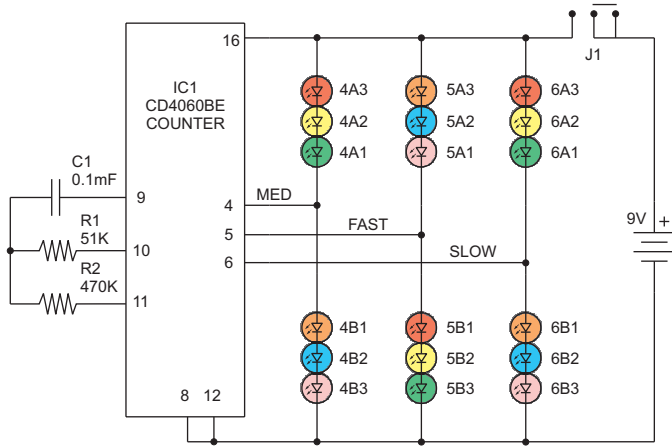 16
J1
IC1
CD4060BE
COUNTER
4A3
5A3
6A3
4A2
5A2
6A2
4A1
5A1
6A1
C1
0.1mF
9
4
MED
R1
51K
10
5
FAST
9V
+
6
SLOW
R2
470K
11
4B1
5B1
6B1
4B2
5B2
6B2
4B3
5B3
6B3
8 12